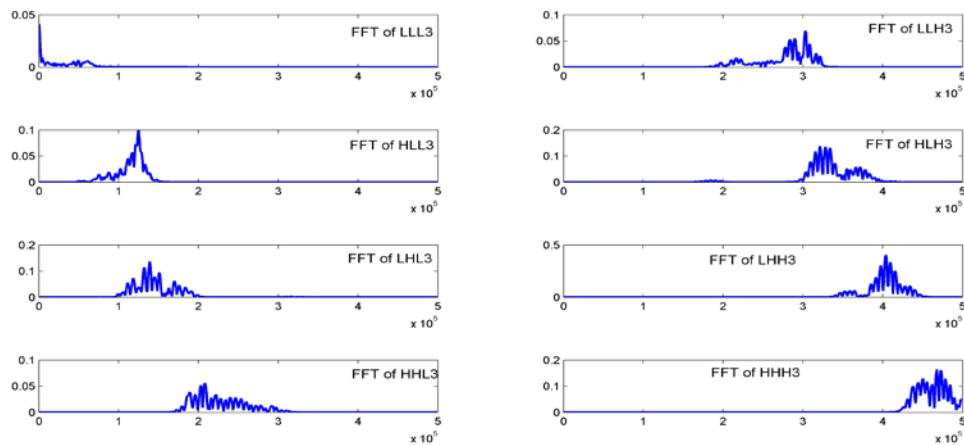 0.05
0
FFT of LLL3
0 1 2 3 4 5
x 10^5
0.1
0.05
0
FFT of LLH3
0 1 2 3 4 5
x 10^5
0.1
0.05
0
FFT of HLL3
0 1 2 3 4 5
x 10^5
0.2
0.1
0
FFT of HLH3
0 1 2 3 4 5
x 10^5
0.2
0.1
0
FFT of LHL3
0 1 2 3 4 5
x 10^5
0.5
0
FFT of LHH3
0 1 2 3 4 5
x 10^5
0.1
0.05
0
FFT of HHL3
0 1 2 3 4 5
x 10^5
0.2
0.1
0
FFT of HHH3
0 1 2 3 4 5
x 10^5